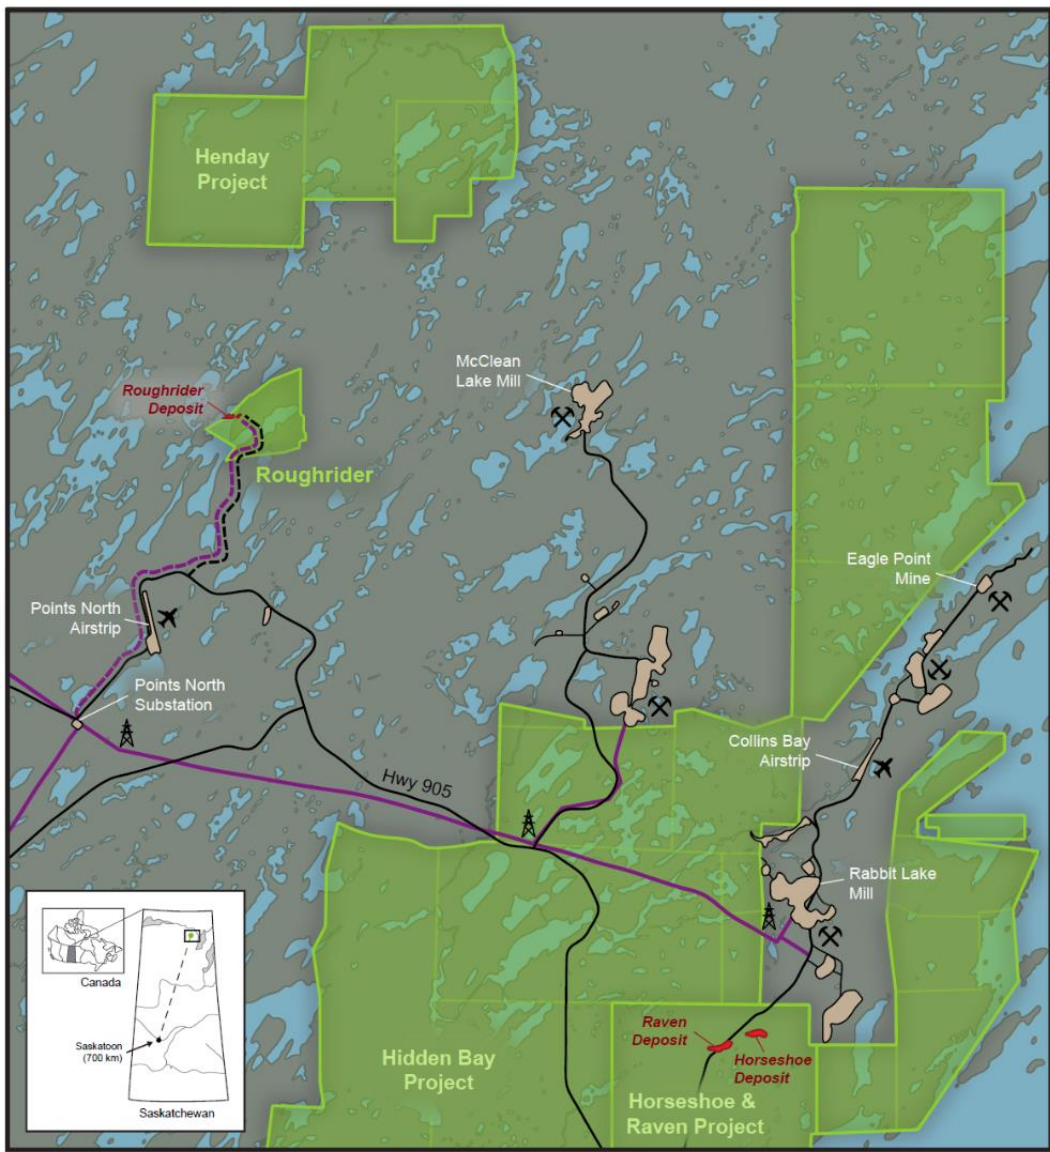 Henday
Project
McClean
Lake Mill
Roughrider
Deposit
Roughrider
Eagle Point
Mine
Points North
Airstrip
Points North
Substation
Collins Bay
Airstrip
Hwy 905
Rabbit Lake
Mill
Canada
Saskatoon
(700 km)
Saskatchewan
Raven
Deposit
Horseshoe
Deposit
Hidden Bay
Project
Horseshoe &
Raven Project